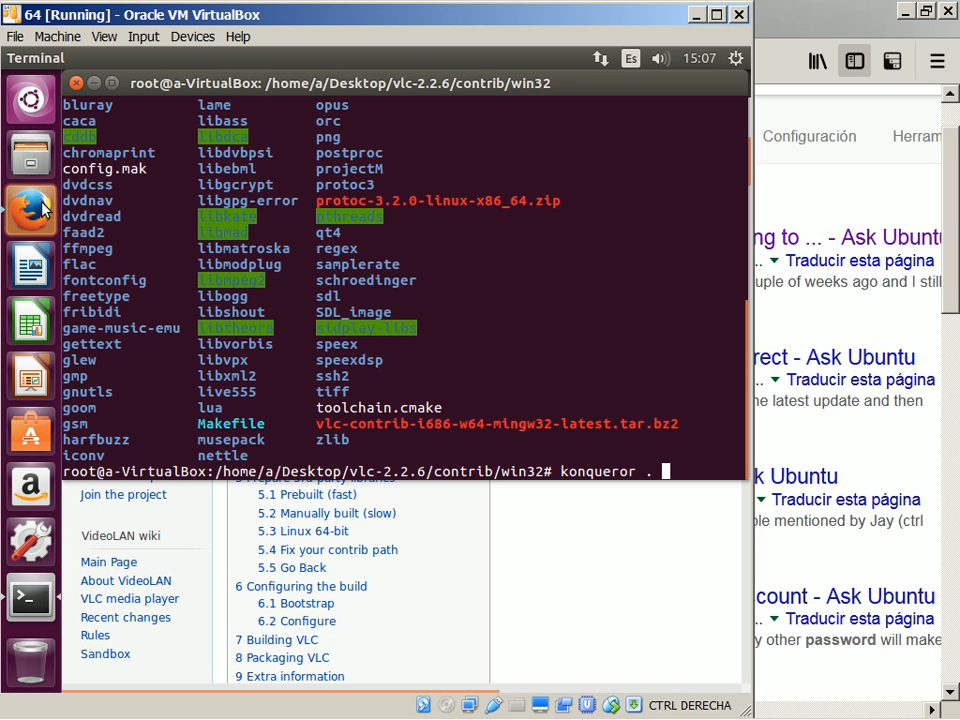 64 [Running] - Oracle VM VirtualBox
File Machine View Input Devices Help
Terminal Es 15:07
root@a-VirtualBox: /home/a/Desktop/vlc-2.2.6/contrib/win32
bluray lame opus
caca libass orc
cddb libdca png
chromaprint libdvbpsi postproc
config.mak libebml projectM
dvdcss libgcrypt protoc3
dvdnav libgpg-error protoc-3.2.0-linux-x86_64.zip
dvdread libkate pthreads
faad2 libmad qt4
ffmpeg libmatroska regex
flac libmodplug samplerate
fontconfig libmpeg2 schroedinger
freetype libogg sdl
fribidi libshout SDL_image
game-music-emu libtheora sidplay-libs
gettext libvorbis speex
glew libvpx speexdsp
gmp libxml2 ssh2
gnutls live555 tiff
goom lua toolchain.cmake
gsm Makefile vlc-contrib-i686-w64-mingw32-latest.tar.bz2
harfbuzz musepack zlib
iconv nettle
root@a-VirtualBox:/home/a/Desktop/vlc-2.2.6/contrib/win32# konqueror .
Join the project
VideoLAN wiki
Main Page
About VideoLAN
VLC media player
Recent changes
Rules
Sandbox
5 Prepare 3rd party libraries
5.1 Prebuilt (fast)
5.2 Manually built (slow)
5.3 Linux 64-bit
5.4 Fix your contrib path
5.5 Go Back
6 Configuring the build
6.1 Bootstrap
6.2 Configure
7 Building VLC
8 Packaging VLC
9 Extra information
CTRL DERECHA
Configuración Herram
ng to ... - Ask Ubuntu
.. Traducir esta página
uple of weeks ago and I still
rect - Ask Ubuntu
.. Traducir esta página
he latest update and then
k Ubuntu
Traducir esta página
ple mentioned by Jay (ctrl
count - Ask Ubuntu
.. Traducir esta página
y other password will make